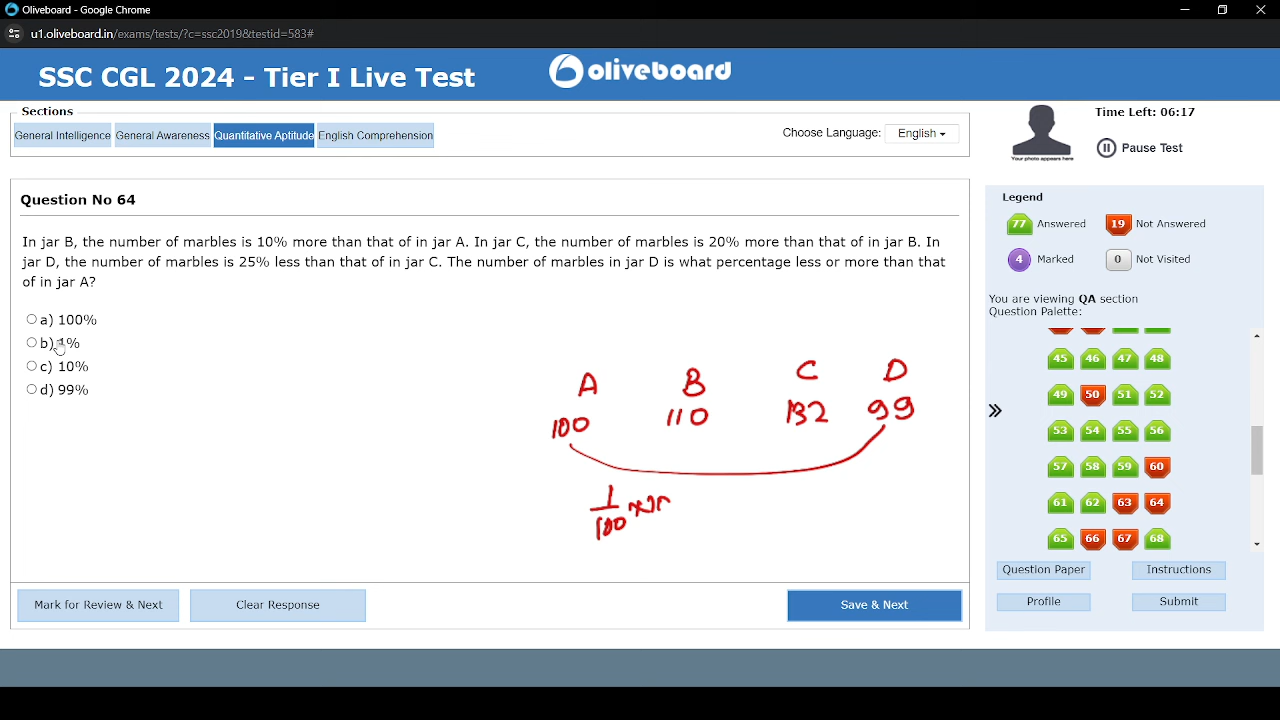 Oliveboard - Google Chrome
u1.oliveboard.in/exams/tests/?c=ssc2019&testid=583#
SSC CGL 2024 - Tier I Live Test
oliveboard
Sections
General Intelligence General Awareness Quantitative Aptitude English Comprehension
Choose Language: English
Your photo appears here
Time Left: 06:17
Pause Test
Question No 64
In jar B, the number of marbles is 10% more than that of in jar A. In jar C, the number of marbles is 20% more than that of in jar B. In
jar D, the number of marbles is 25% less than that of in jar C. The number of marbles in jar D is what percentage less or more than that
of in jar A?
a) 100%
b) 1%
c) 10%
d) 99%
A B C D
100 110 132 99
1
100
Mark for Review & Next Clear Response Save & Next
Legend
77 Answered 19 Not Answered
4 Marked 0 Not Visited
You are viewing QA section
Question Palette:
45 46 47 48
49 50 51 52
53 54 55 56
57 58 59 60
61 62 63 64
65 66 67 68
Question Paper Instructions
Profile Submit